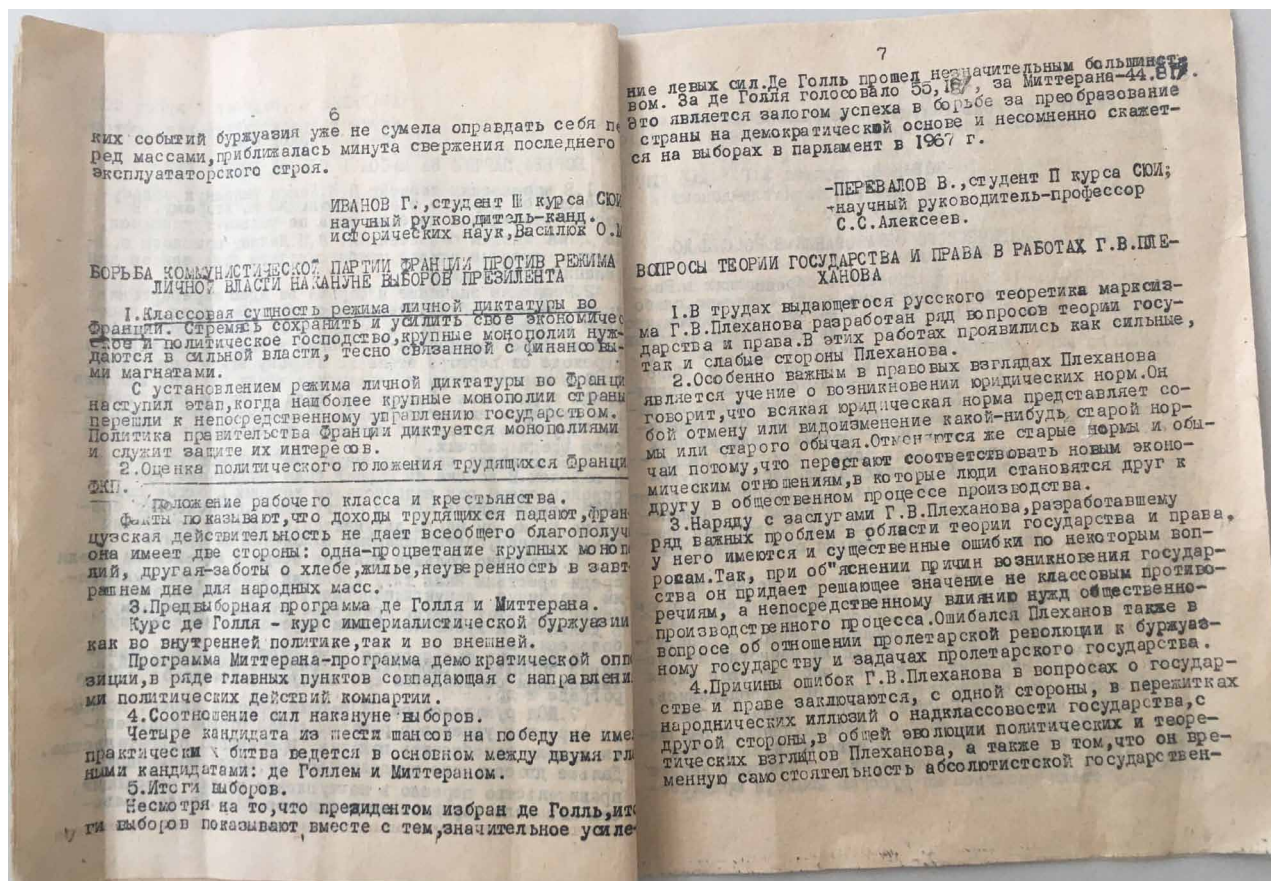 6
ких событий буржуазия уже не сумела оправдать себя пе
ред массами,приближалась минута свержения последнего
эксплуататорского строя.
ИВАНОВ Г.,студент Ш курса СЮИ
научный руководитель-канд.
исторических наук,Василюк О.
БОРЬБА КОММУНИСТИЧЕСКОЙ ПАРТИИ ФРАНЦИИ ПРОТИВ РЕЖИМА
ЛИЧНОЙ ВЛАСТИ НАКАНУНЕ ВЫБОРОВ ПРЕЗИДЕНТА
I.Классовая сущность режима личной диктатуры во
Франции. Стремясь сохранить и усилить свое экономичес
кое и политическое господство,крупные монополии нуж-
даются в сильной власти, тесно связанной с финансовы-
ми магнатами.
С установлением режима личной диктатуры во Франци
наступил этап,когда наиболее крупные монополии страны
перешли к непосредственному управлению государством.
Политика правительства Франции диктуется монополиями
и служит защите их интересов.
2.Оценка политического положения трудящихся Франци
ФКП.
Положение рабочего класса и крестьянства.
Факты показывают,что доходы трудящихся падают,фран
цузская действительность не дает всеобщего благополуч
она имеет две стороны: одна-процветание крупных моноп
лий, другая-заботы о хлебе,жилье,неуверенность в завт
рашнем дне для народных масс.
3.Предвыборная программа де Голля и Миттерана.
Курс де Голля - курс империалистической буржуазии
как во внутренней политике,так и во внешней.
Программа Миттерана-программа демократической опп
зиции,в ряде главных пунктов совпадающая с направлени
ми политических действий компартии.
4.Соотношение сил накануне выборов.
Четыре кандидата из шести шансов на победу не име
практически битва ведется в основном между двумя гл
ными кандидатами: де Голлем и Миттераном.
5.Итоги выборов.
Несмотря на то,что президентом избран де Голль,ит
ги выборов показывают вместе с тем,значительное усиле-
7
ние левых сил.Де Голль прошел незначительным большинст
вом. За де Голля голосовало 55,18%, за Миттерана-44.81%.
Это является залогом успеха в борьбе за преобразование
страны на демократической основе и несомненно скажет-
ся на выборах в парламент в 1967 г.
-ПЕРЕВАЛОВ В.,студент П курса СЮИ;
-научный руководитель-профессор
С.С.Алексеев.
ВОПРОСЫ ТЕОРИИ ГОСУДАРСТВА И ПРАВА В РАБОТАХ Г.В.ПЛЕ-
ХАНОВА
I.В трудах выдающегося русского теоретика марксиз-
ма Г.В.Плеханова разработан ряд вопросов теории госу-
дарства и права.В этих работах проявились как сильные,
так и слабые стороны Плеханова.
2.Особенно важным в правовых взглядах Плеханова
является учение о возникновении юридических норм.Он
говорит,что всякая юридическая норма представляет со-
бой отмену или видоизменение какой-нибудь старой нор-
мы или старого обычая.Отменяются же старые нормы и обы-
чаи потому,что перестают соответствовать новым эконо-
мическим отношениям,в которые люди становятся друг к
другу в общественном процессе производства.
3.Наряду с заслугами Г.В.Плеханова,разработавшему
ряд важных проблем в области теории государства и права,
у него имеются и существенные ошибки по некоторым воп-
росам.Так, при об"яснении причин возникновения государ-
ства он придает решающее значение не классовым противо-
речиям, а непосредственному влиянию нужд общественно-
производственного процесса.Ошибался Плеханов также в
вопросе об отношении пролетарской революции к буржуаз-
ному государству и задачах пролетарского государства.
4.Причины ошибок Г.В.Плеханова в вопросах о государ-
стве и праве заключаются, с одной стороны, в пережитках
народнических иллюзий о надклассовости государства,с
другой стороны,в общей эволюции политических и теоре-
тических взглядов Плеханова, а также в том,что он вре-
менную самостоятельность абсолютистской государствен-